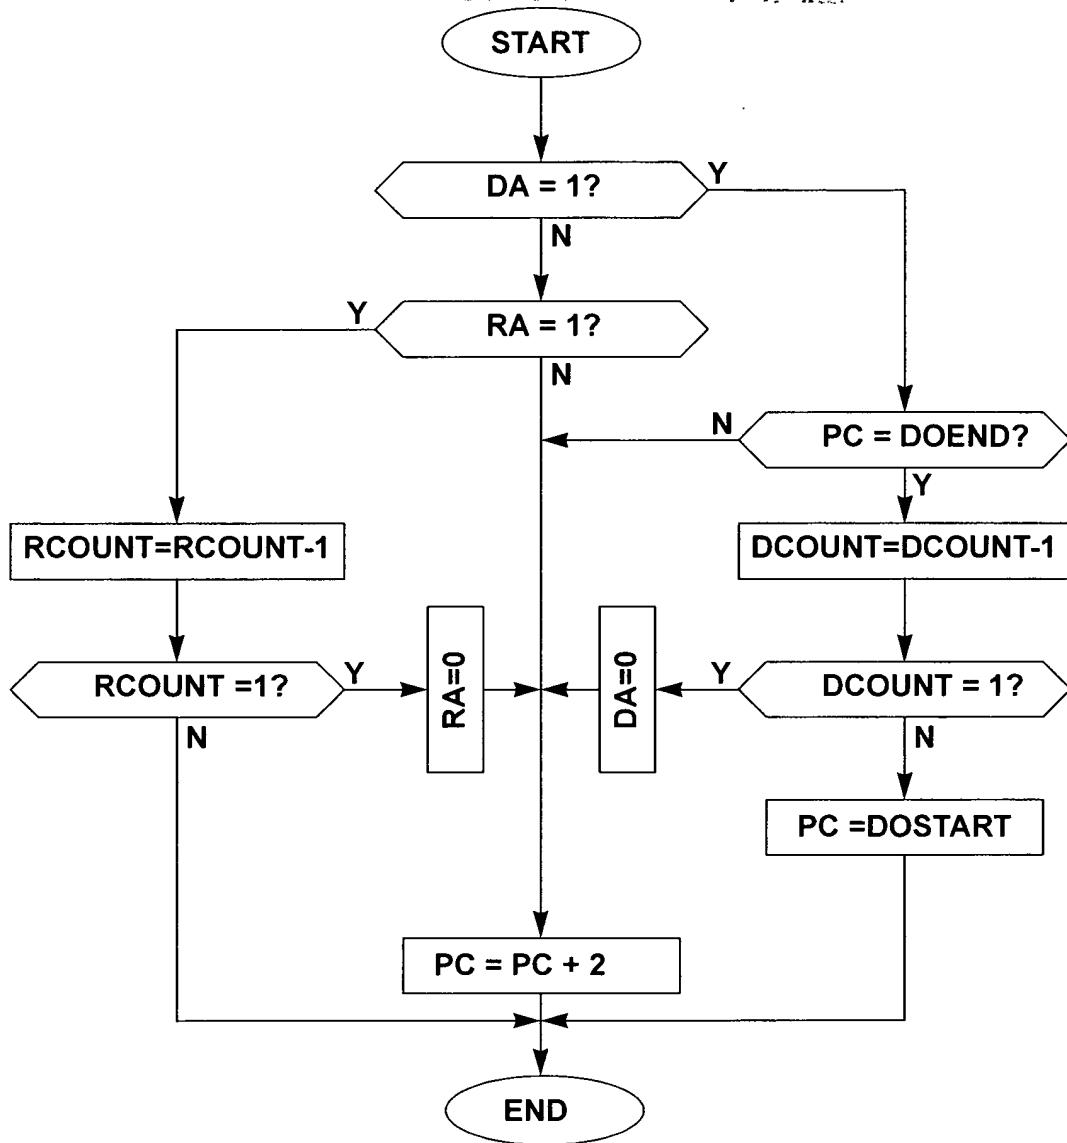 START
DA = 1?
Y
N
Y
RA = 1?
N
N
PC = DOEND?
Y
RCOUNT=RCOUNT-1
DCOUNT=DCOUNT-1
RCOUNT =1?
Y
RA=0
DA=0
Y
DCOUNT = 1?
N
N
PC =DOSTART
PC = PC + 2
END